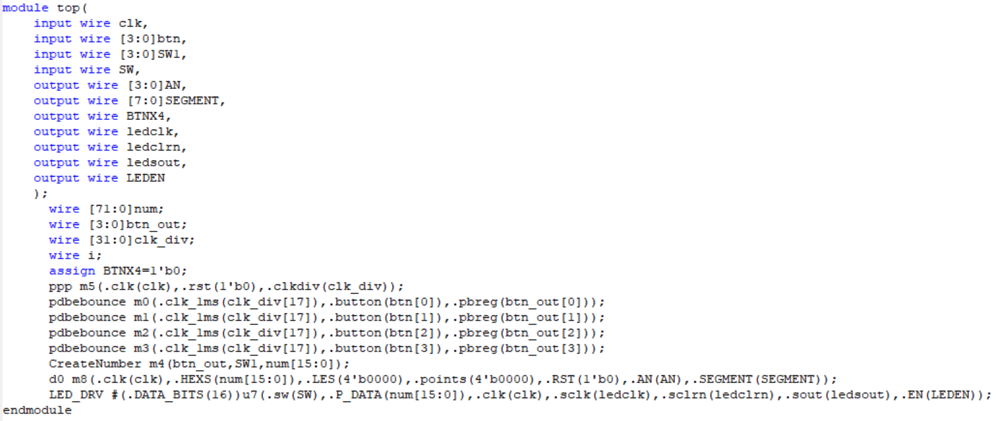 module top(
    input wire clk,
    input wire [3:0]btn,
    input wire [3:0]SW1,
    input wire SW,
    output wire [3:0]AN,
    output wire [7:0]SEGMENT,
    output wire BTNX4,
    output wire ledclk,
    output wire ledclrn,
    output wire ledsout,
    output wire LEDEN
    );
      wire [71:0]num;
      wire [3:0]btn_out;
      wire [31:0]clk_div;
      wire i;
      assign BTNX4=1'b0;
      ppp m5(.clk(clk),.rst(1'b0),.clkdiv(clk_div));
      pdbebounce m0(.clk_1ms(clk_div[17]),.button(btn[0]),.pbreg(btn_out[0]));
      pdbebounce m1(.clk_1ms(clk_div[17]),.button(btn[1]),.pbreg(btn_out[1]));
      pdbebounce m2(.clk_1ms(clk_div[17]),.button(btn[2]),.pbreg(btn_out[2]));
      pdbebounce m3(.clk_1ms(clk_div[17]),.button(btn[3]),.pbreg(btn_out[3]));
      CreateNumber m4(btn_out,SW1,num[15:0]);
      d0 m8(.clk(clk),.HEXS(num[15:0]),.LES(4'b0000),.points(4'b0000),.RST(1'b0),.AN(AN),.SEGMENT(SEGMENT));
      LED_DRV #(.DATA_BITS(16))u7(.sw(SW),.P_DATA(num[15:0]),.clk(clk),.sclk(ledclk),.sclrn(ledclrn),.sout(ledsout),.EN(LEDEN));
endmodule